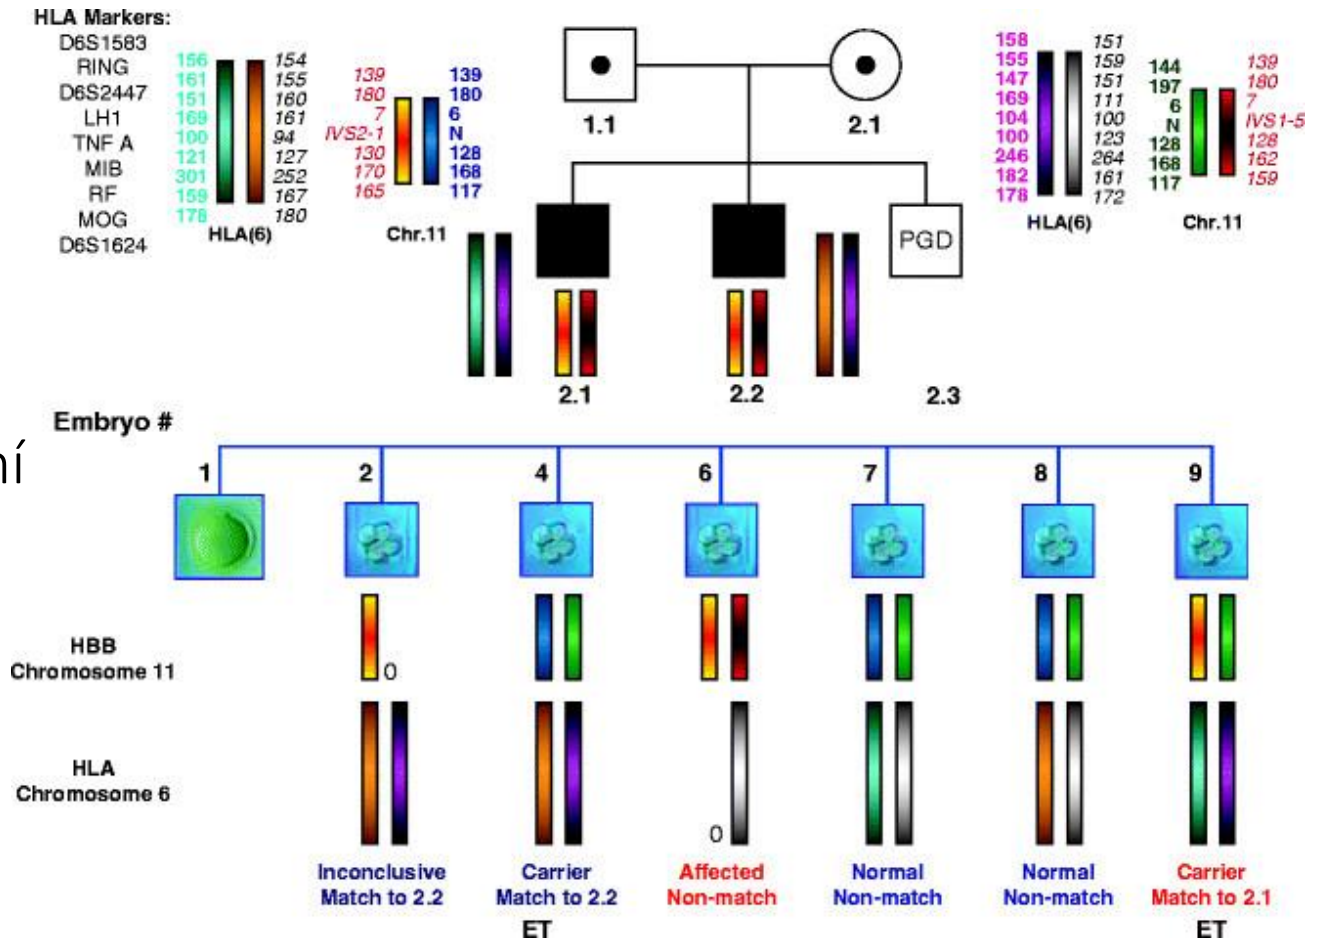 HLA Markers:
D6S1583
RING
D6S2447
LH1
TNF A
MIB
RF
MOG
D6S1624
156
161
151
169
100
121
301
159
178
154
155
160
161
94
127
252
167
180
HLA(6)
139
180
7
IVS2-1
130
170
165
139
180
6
N
128
168
117
Chr.11
1.1
2.1
158
155
147
169
104
100
246
182
178
151
159
151
111
100
123
264
161
172
HLA(6)
144
197
6
N
128
168
117
139
180
7
IVS1-5
128
162
159
Chr.11
PGD
2.1
2.2
2.3
Embryo #
ní
1
2
4
6
7
8
9
HBB
Chromosome 11
0
HLA
Chromosome 6
0
Inconclusive
Match to 2.2
Carrier
Match to 2.2
ET
Affected
Non-match
Normal
Non-match
Normal
Non-match
Carrier
Match to 2.1
ET